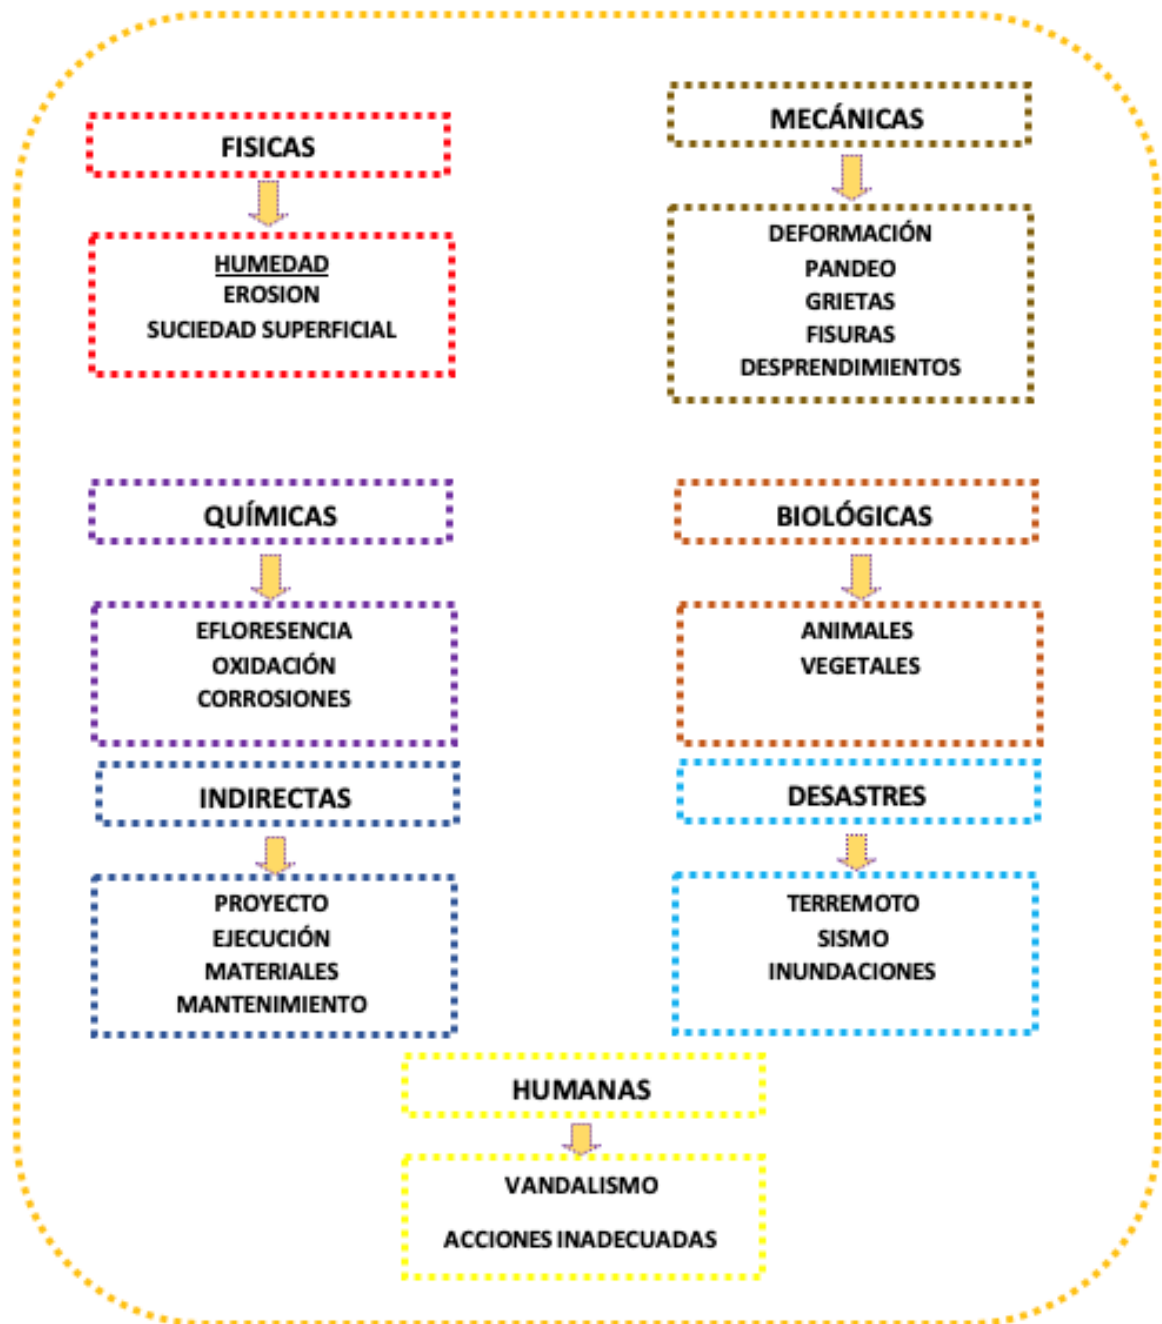 FISICAS
HUMEDAD
EROSION
SUCIEDAD SUPERFICIAL
MECÁNICAS
DEFORMACIÓN
PANDEO
GRIETAS
FISURAS
DESPRENDIMIENTOS
QUÍMICAS
EFLORESENCIA
OXIDACIÓN
CORROSIONES
BIOLÓGICAS
ANIMALES
VEGETALES
INDIRECTAS
PROYECTO
EJECUCIÓN
MATERIALES
MANTENIMIENTO
DESASTRES
TERREMOTO
SISMO
INUNDACIONES
HUMANAS
VANDALISMO
ACCIONES INADECUADAS